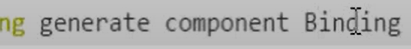 ng generate component Binding